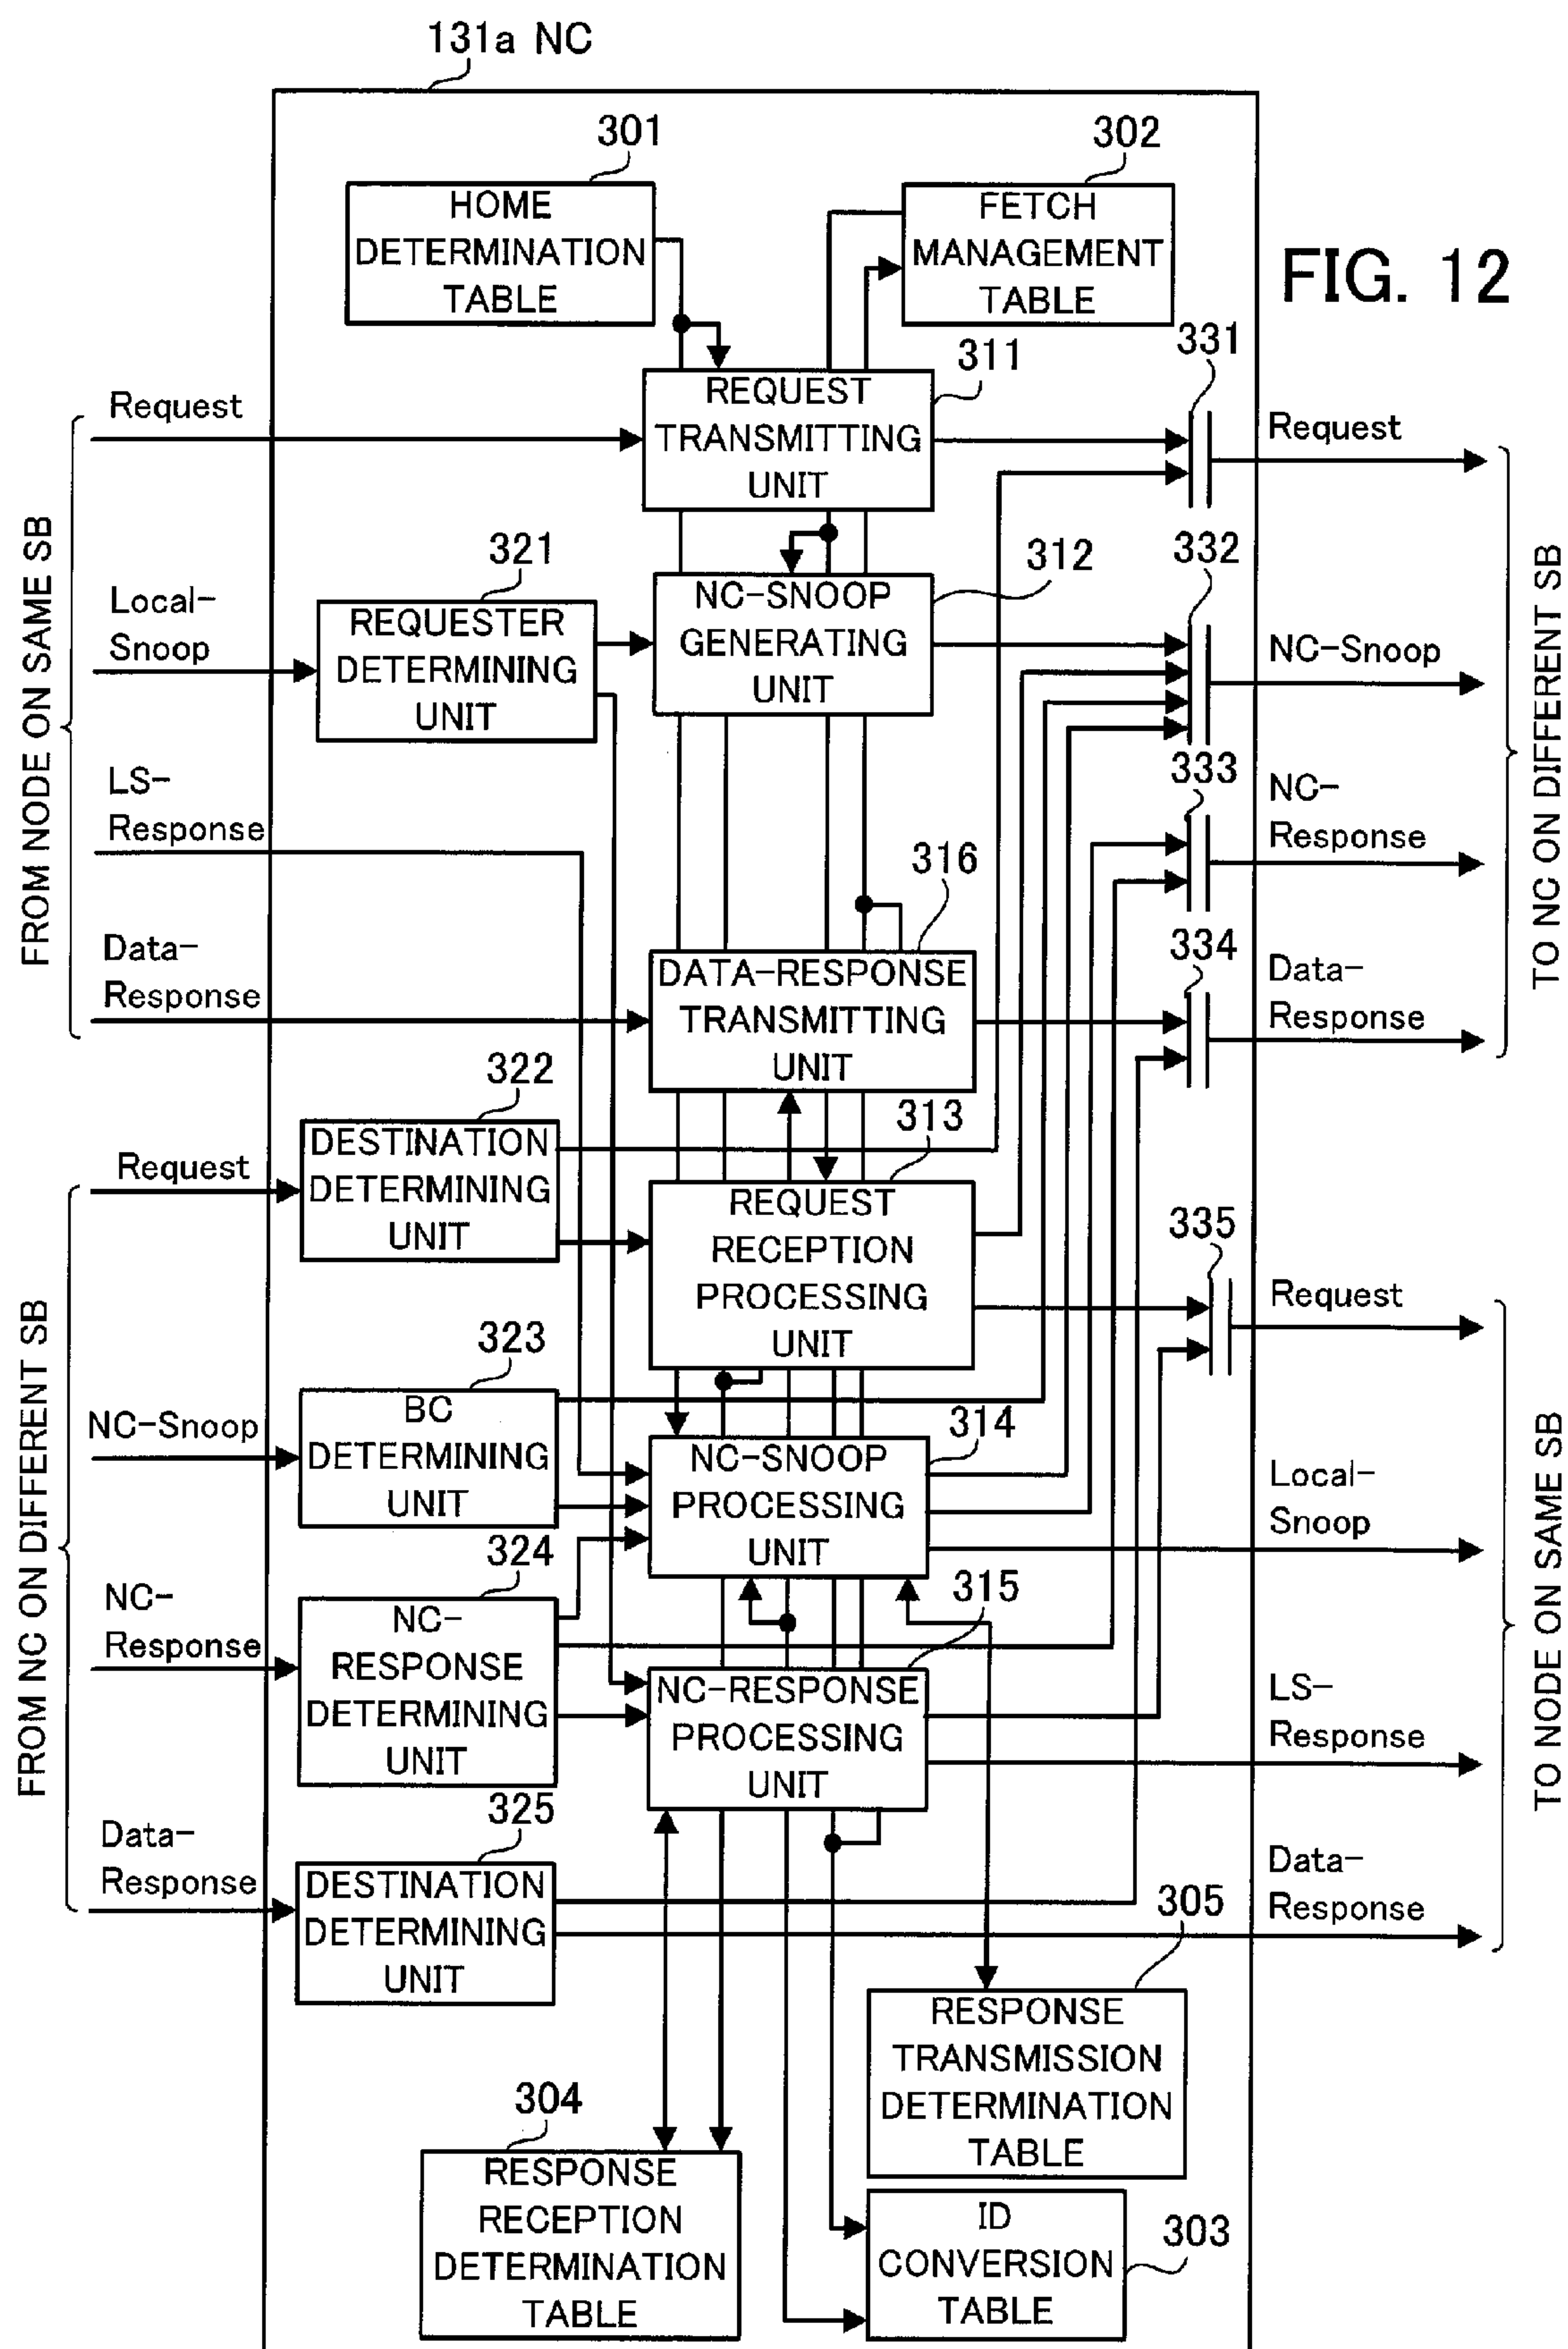 131a NC
301
302
HOME
DETERMINATION
TABLE
FETCH
MANAGEMENT
TABLE
FIG. 12
331
311
REQUEST
TRANSMITTING
UNIT
Request
Request
FROM NODE ON SAME SB
TO NC ON DIFFERENT SB
321
312
332
Local-
Snoop
REQUESTER
DETERMINING
UNIT
NC-SNOOP
GENERATING
UNIT
NC-Snoop
LS-
Response
333
NC-
Response
316
334
Data-
Response
DATA-RESPONSE
TRANSMITTING
UNIT
Data-
Response
322
313
Request
DESTINATION
DETERMINING
UNIT
REQUEST
RECEPTION
PROCESSING
UNIT
335
Request
FROM NC ON DIFFERENT SB
TO NODE ON SAME SB
323
NC-Snoop
BC
DETERMINING
UNIT
314
NC-SNOOP
PROCESSING
UNIT
Local-
Snoop
324
315
NC-
Response
NC-
RESPONSE
DETERMINING
UNIT
NC-RESPONSE
PROCESSING
UNIT
LS-
Response
325
Data-
Response
DESTINATION
DETERMINING
UNIT
Data-
Response
305
RESPONSE
TRANSMISSION
DETERMINATION
TABLE
304
RESPONSE
RECEPTION
DETERMINATION
TABLE
ID
CONVERSION
TABLE
303